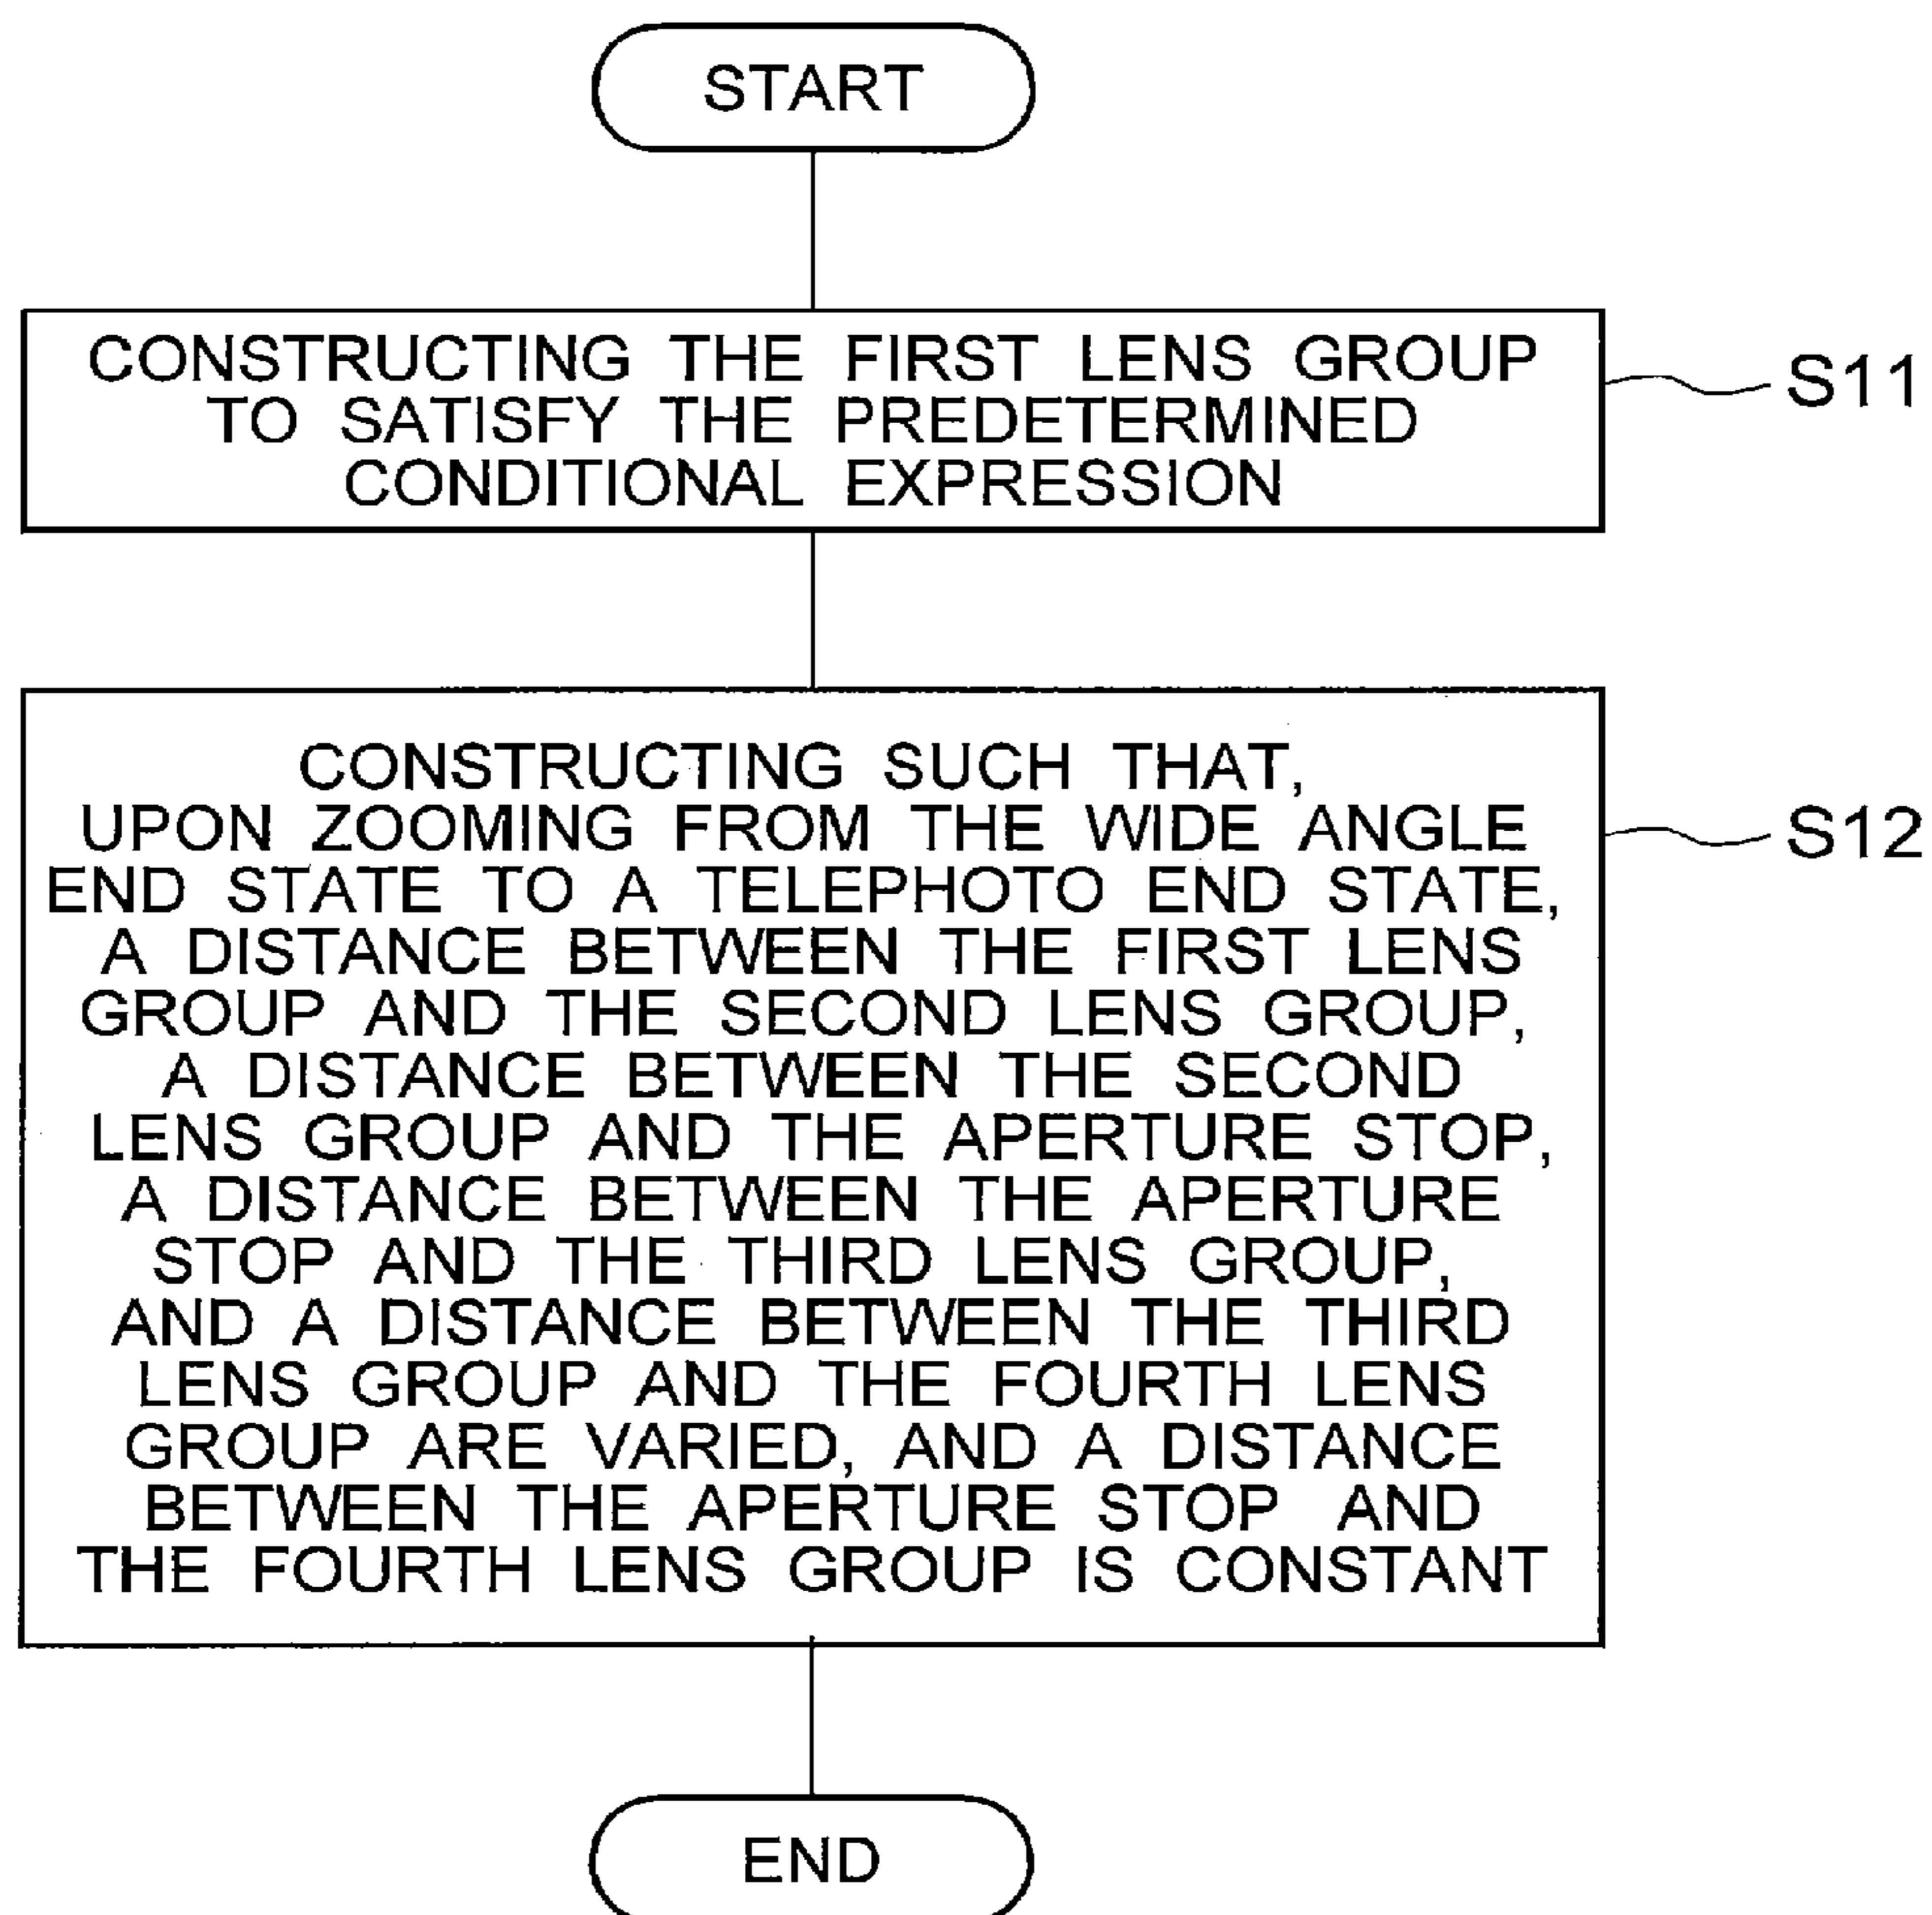 START
CONSTRUCTING THE FIRST LENS GROUP
TO SATISFY THE PREDETERMINED
CONDITIONAL EXPRESSION
S11
CONSTRUCTING SUCH THAT,
UPON ZOOMING FROM THE WIDE ANGLE
END STATE TO A TELEPHOTO END STATE,
A DISTANCE BETWEEN THE FIRST LENS
GROUP AND THE SECOND LENS GROUP,
A DISTANCE BETWEEN THE SECOND
LENS GROUP AND THE APERTURE STOP,
A DISTANCE BETWEEN THE APERTURE
STOP AND THE THIRD LENS GROUP,
AND A DISTANCE BETWEEN THE THIRD
LENS GROUP AND THE FOURTH LENS
GROUP ARE VARIED, AND A DISTANCE
BETWEEN THE APERTURE STOP AND
THE FOURTH LENS GROUP IS CONSTANT
S12
END